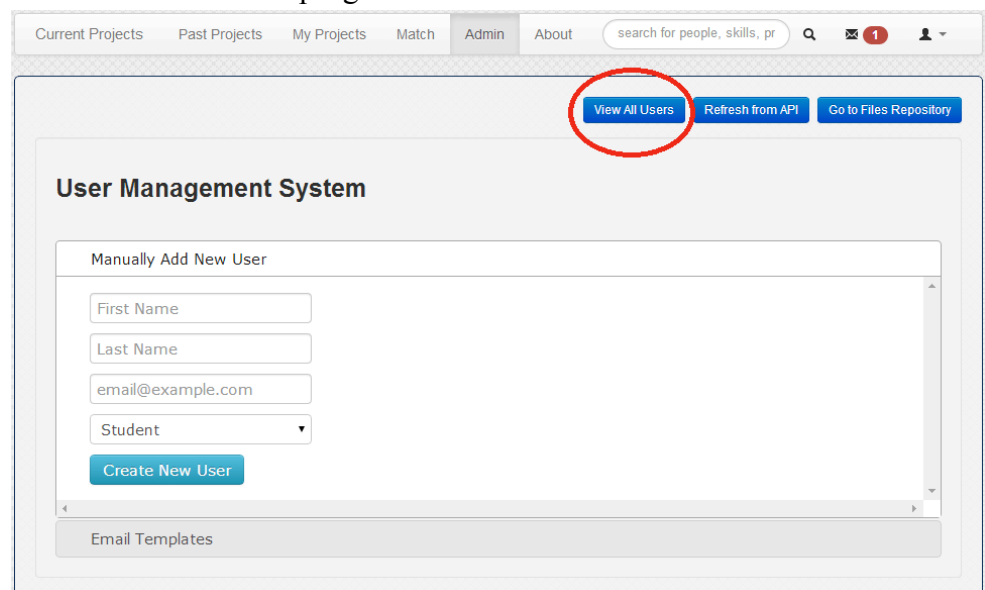 Current Projects Past Projects My Projects Match Admin About search for people, skills, pr 1
View All Users Refresh from API Go to Files Repository
User Management System
Manually Add New User
First Name
Last Name
email@example.com
Student
Create New User
Email Templates